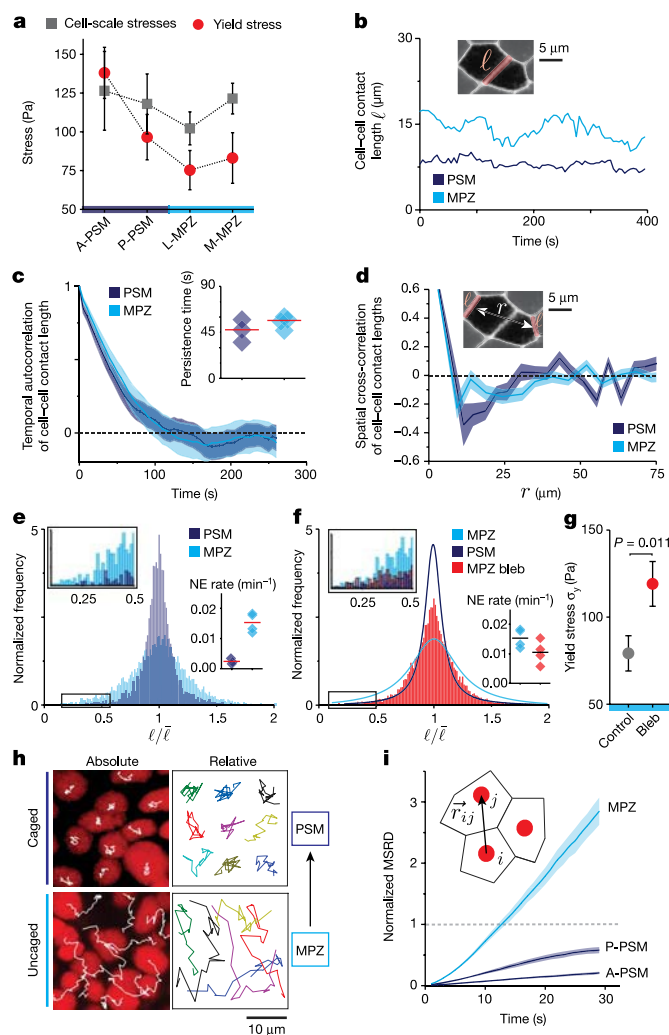 a
Cell-scale stresses
Yield stress
Stress (Pa)
150
125
100
75
50
A-PSM
P-PSM
L-MPZ
M-MPZ
b
ℓ
5 μm
Cell–cell contact
length ℓ (μm)
30
15
0
PSM
MPZ
0
200
400
Time (s)
c
Temporal autocorrelation
of cell–cell contact length
1
0
PSM
MPZ
Persistence time (s)
90
45
0
0
100
200
300
Time (s)
d
r
5 μm
Spatial cross-correlation
of cell–cell contact lengths
0.6
0.4
0.2
0
−0.2
−0.4
−0.6
PSM
MPZ
0
25
50
75
r (μm)
e
Normalized frequency
5
0
PSM
MPZ
0.25
0.5
NE rate (min⁻¹)
0.02
0.01
0.00
0
0.5
1
1.5
2
ℓ/ℓ̄
f
Normalized frequency
5
0
MPZ
PSM
MPZ bleb
0.25
0.5
NE rate (min⁻¹)
0.02
0.01
0.00
0
0.5
1
1.5
2
ℓ/ℓ̄
g
P = 0.011
Yield stress σy (Pa)
150
100
50
Control
Bleb
h
Absolute
Relative
Caged
PSM
Uncaged
MPZ
10 μm
i
Normalized MSRD
4
3
2
1
0
r⃗ij
j
i
MPZ
P-PSM
A-PSM
0
10
20
30
Time (s)